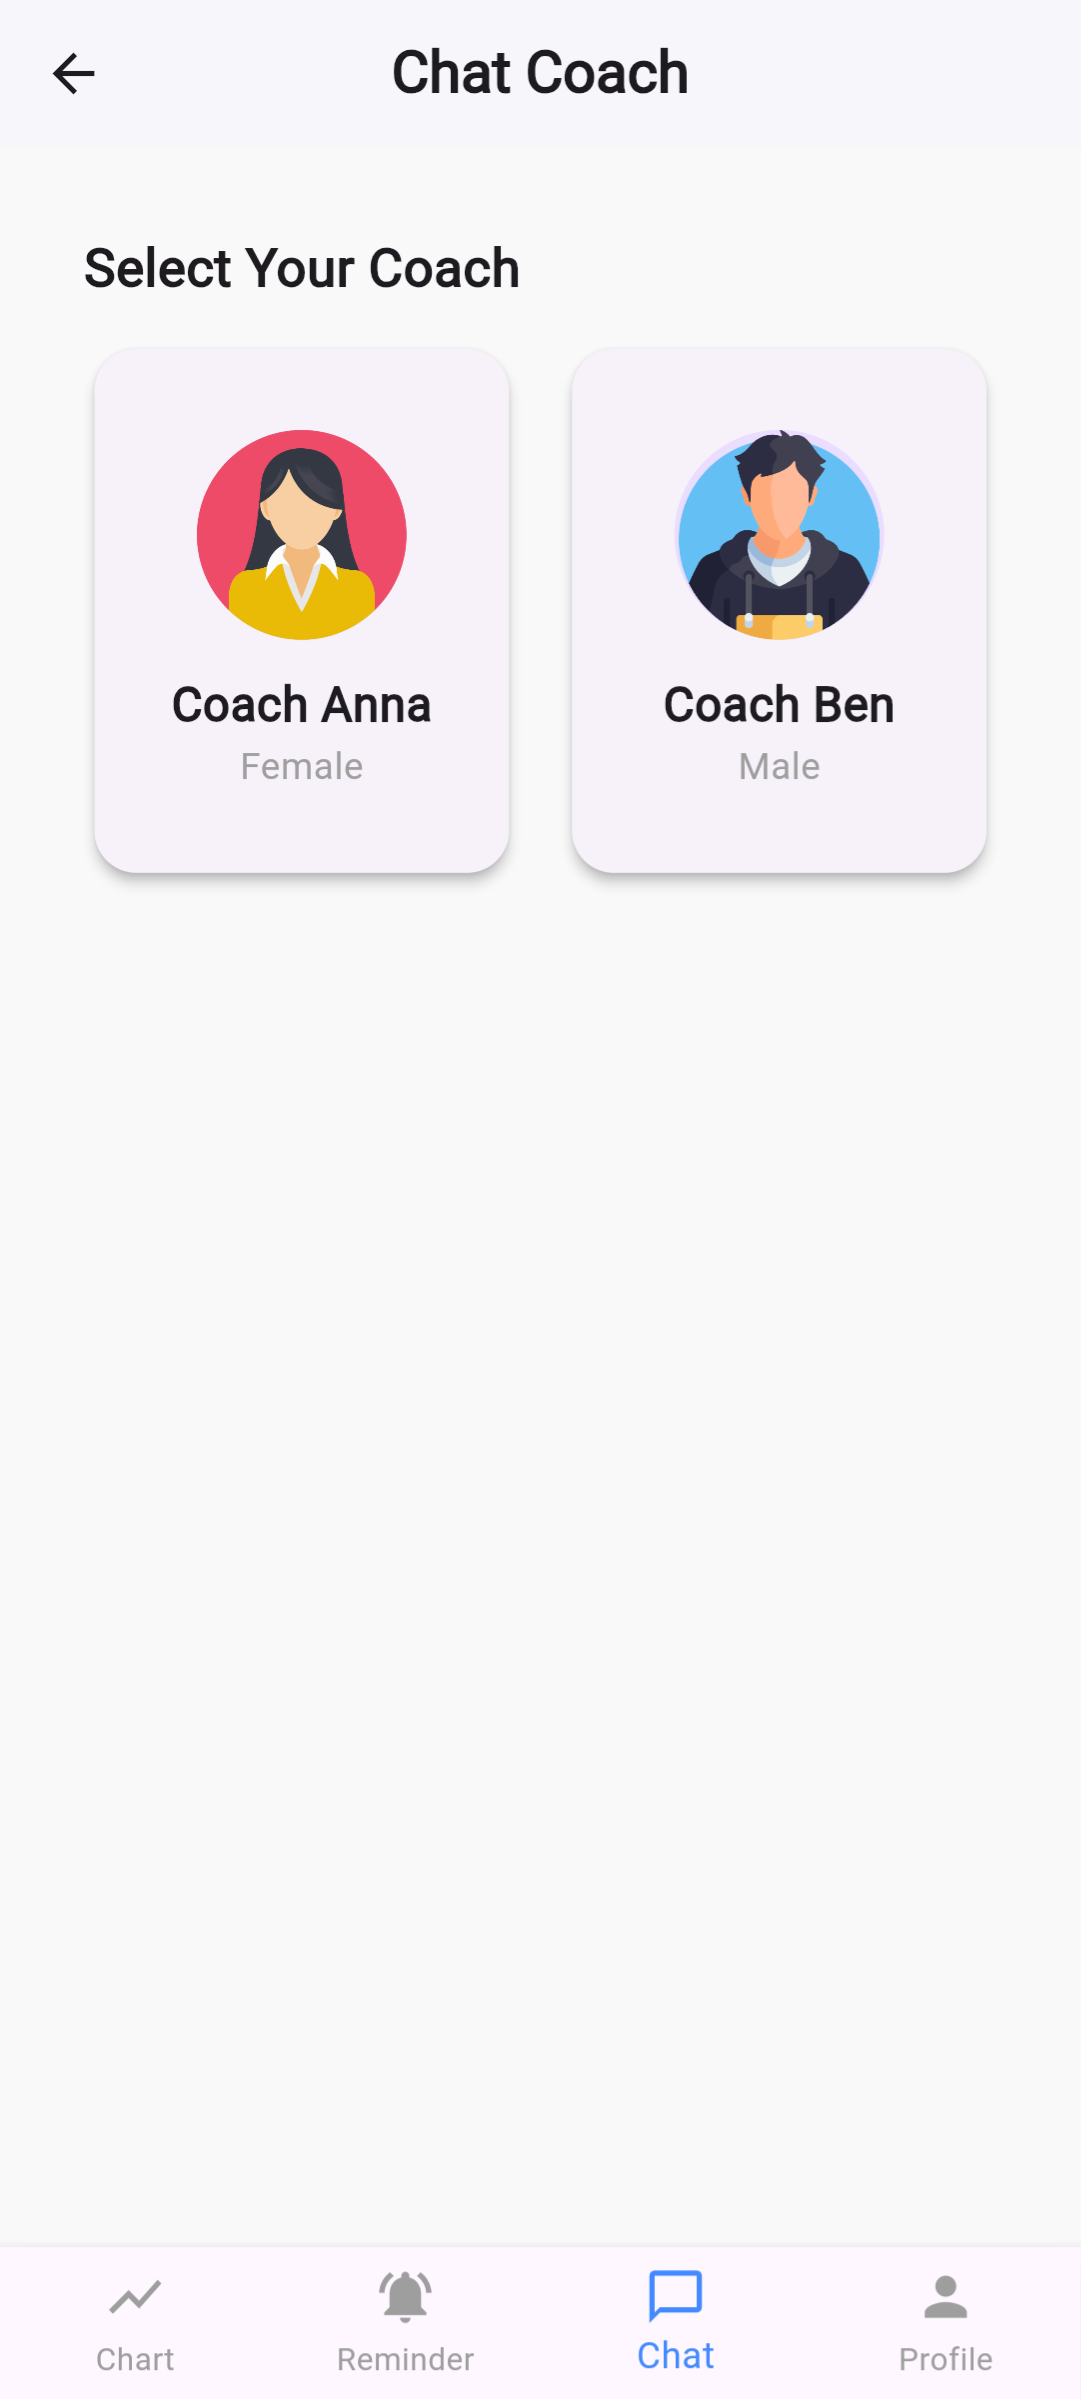 Chat Coach
Select Your Coach
Coach Anna
Female
Coach Ben
Male
Chart
Reminder
Chat
Profile